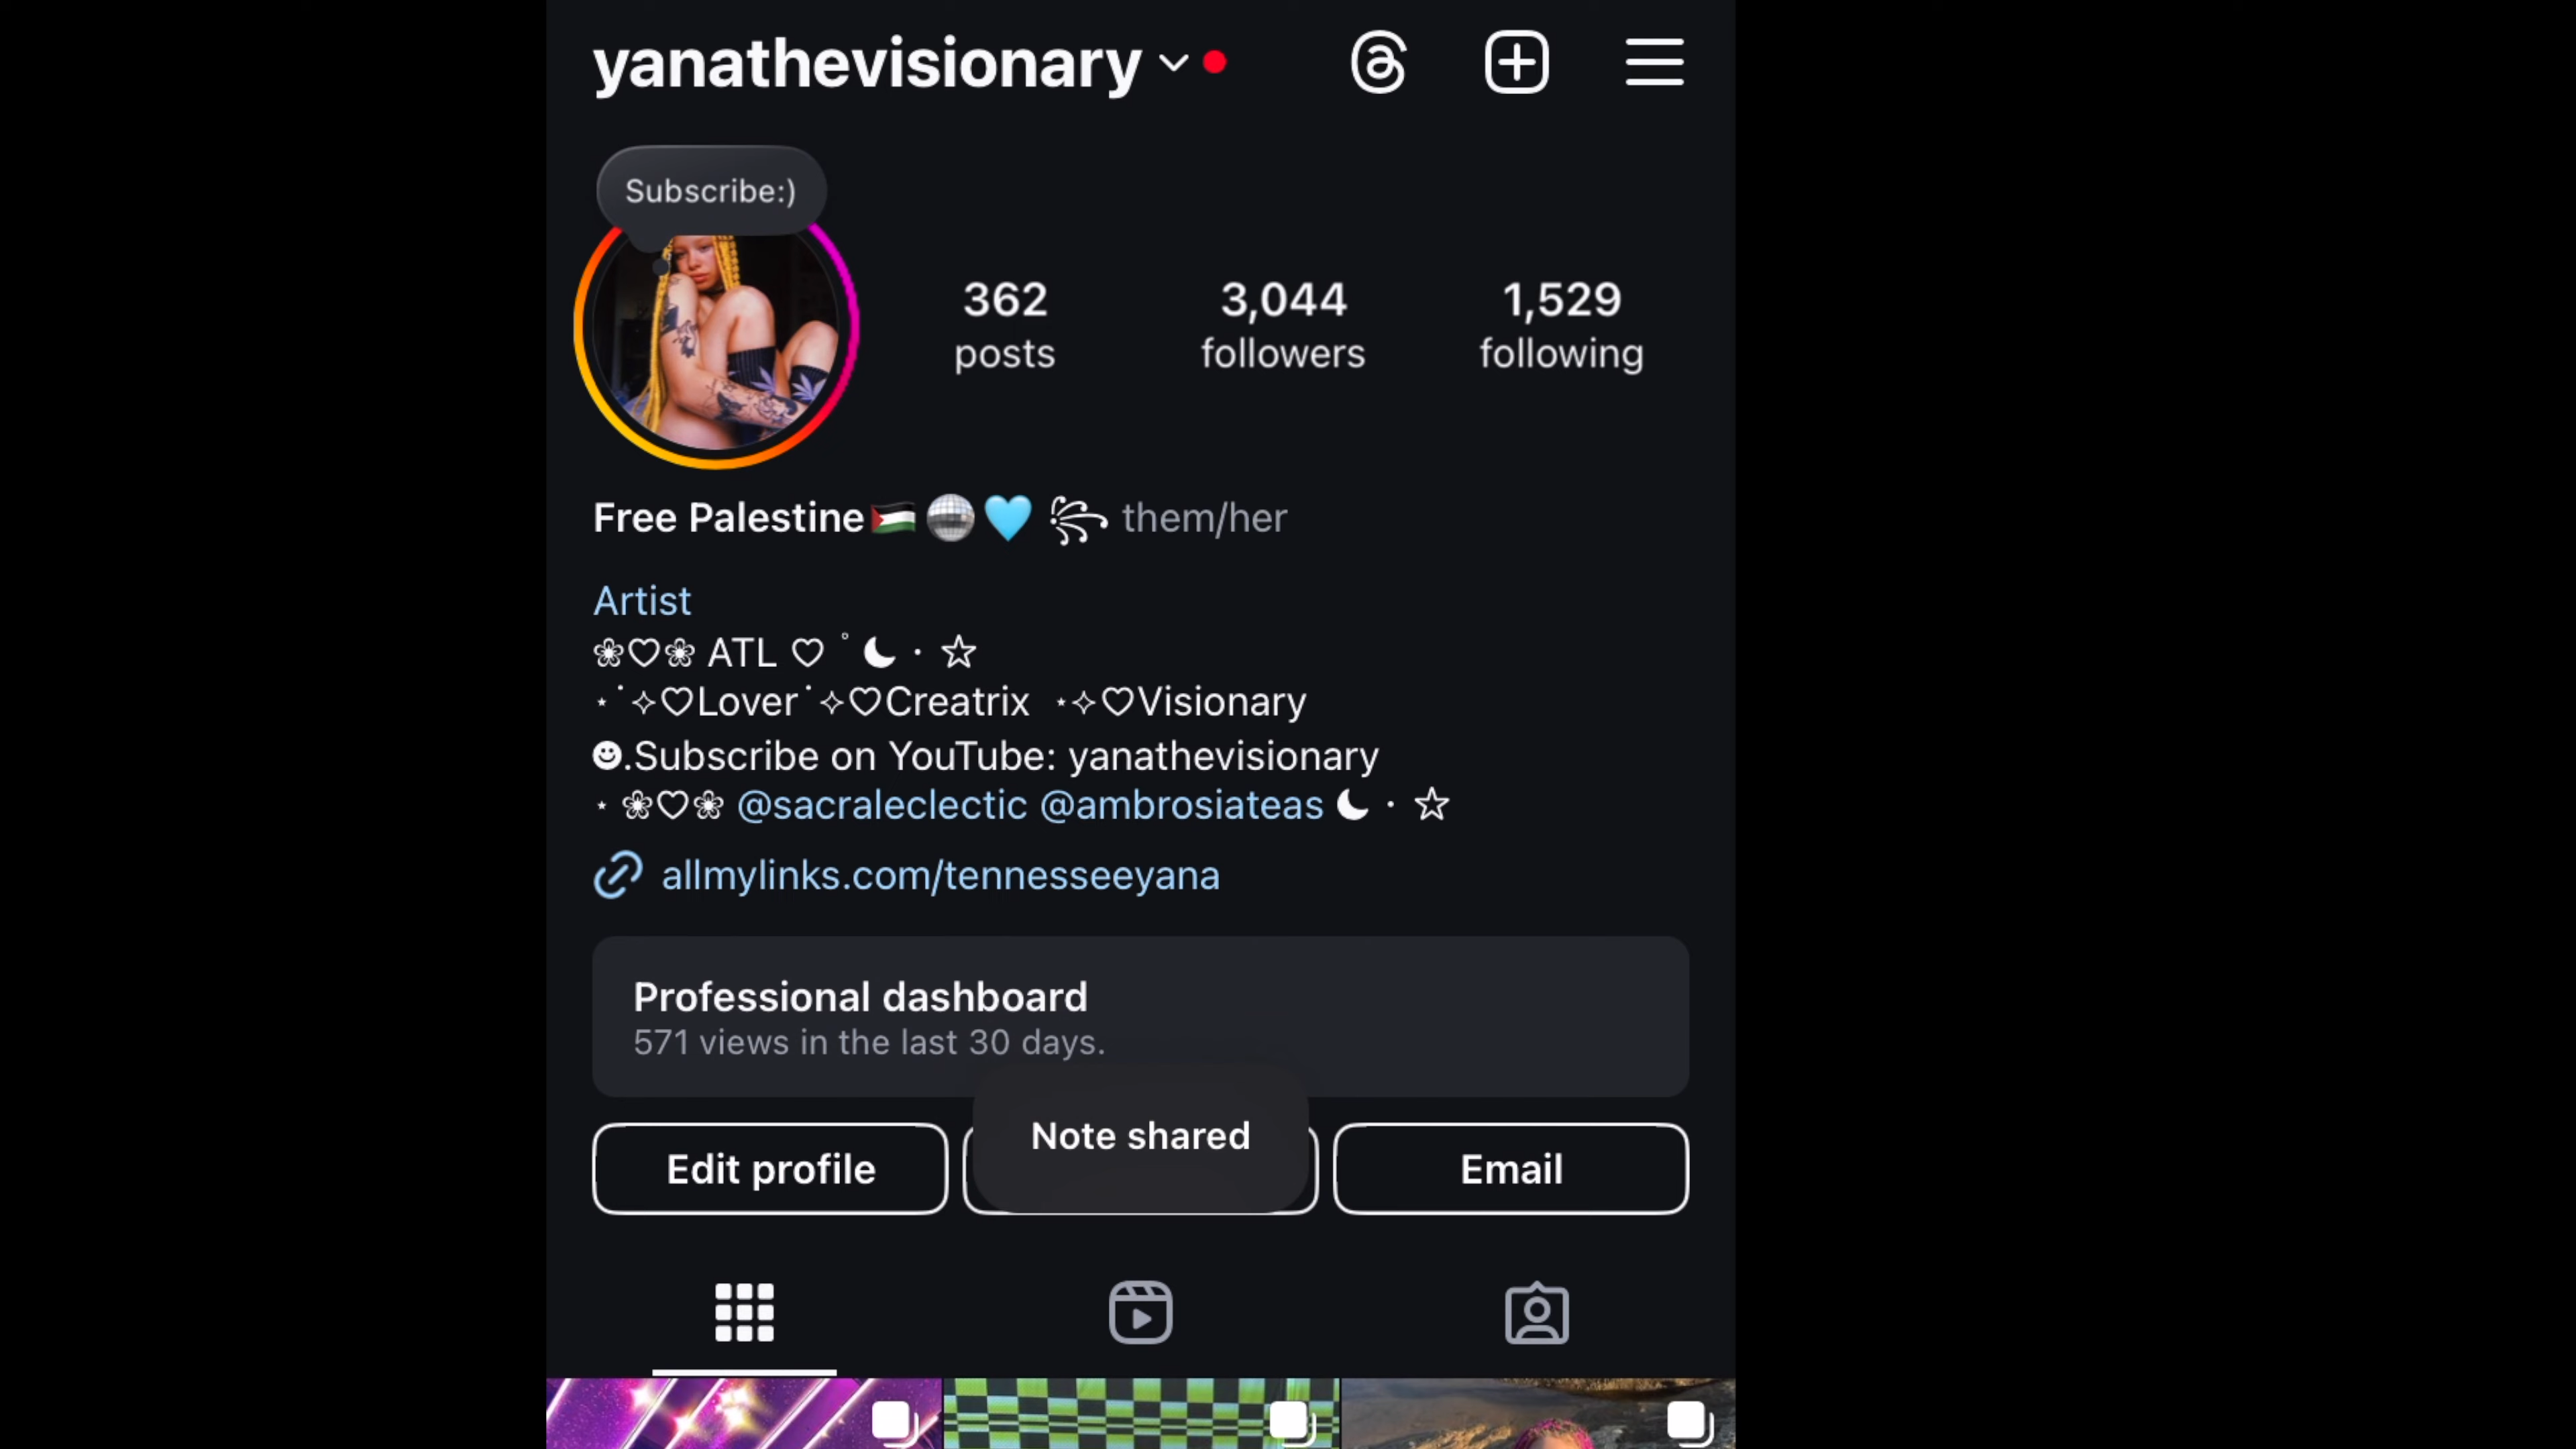 yanathevisionary
Subscribe:)
362 3,044 1,529
posts followers following
Free Palestine🇵🇸🪩🩵꧂ them/her
Artist
❀♡❀ ATL ♡ ˚☾ · ☆
⋆˙✧♡Lover˙✧♡Creatrix ⋆✧♡Visionary
☻.Subscribe on YouTube: yanathevisionary
⋆ ❀♡❀ @sacraleclectic @ambrosiateas ☾ · ☆
allmylinks.com/tennesseeyana
Professional dashboard
571 views in the last 30 days.
Note shared
Edit profile Email